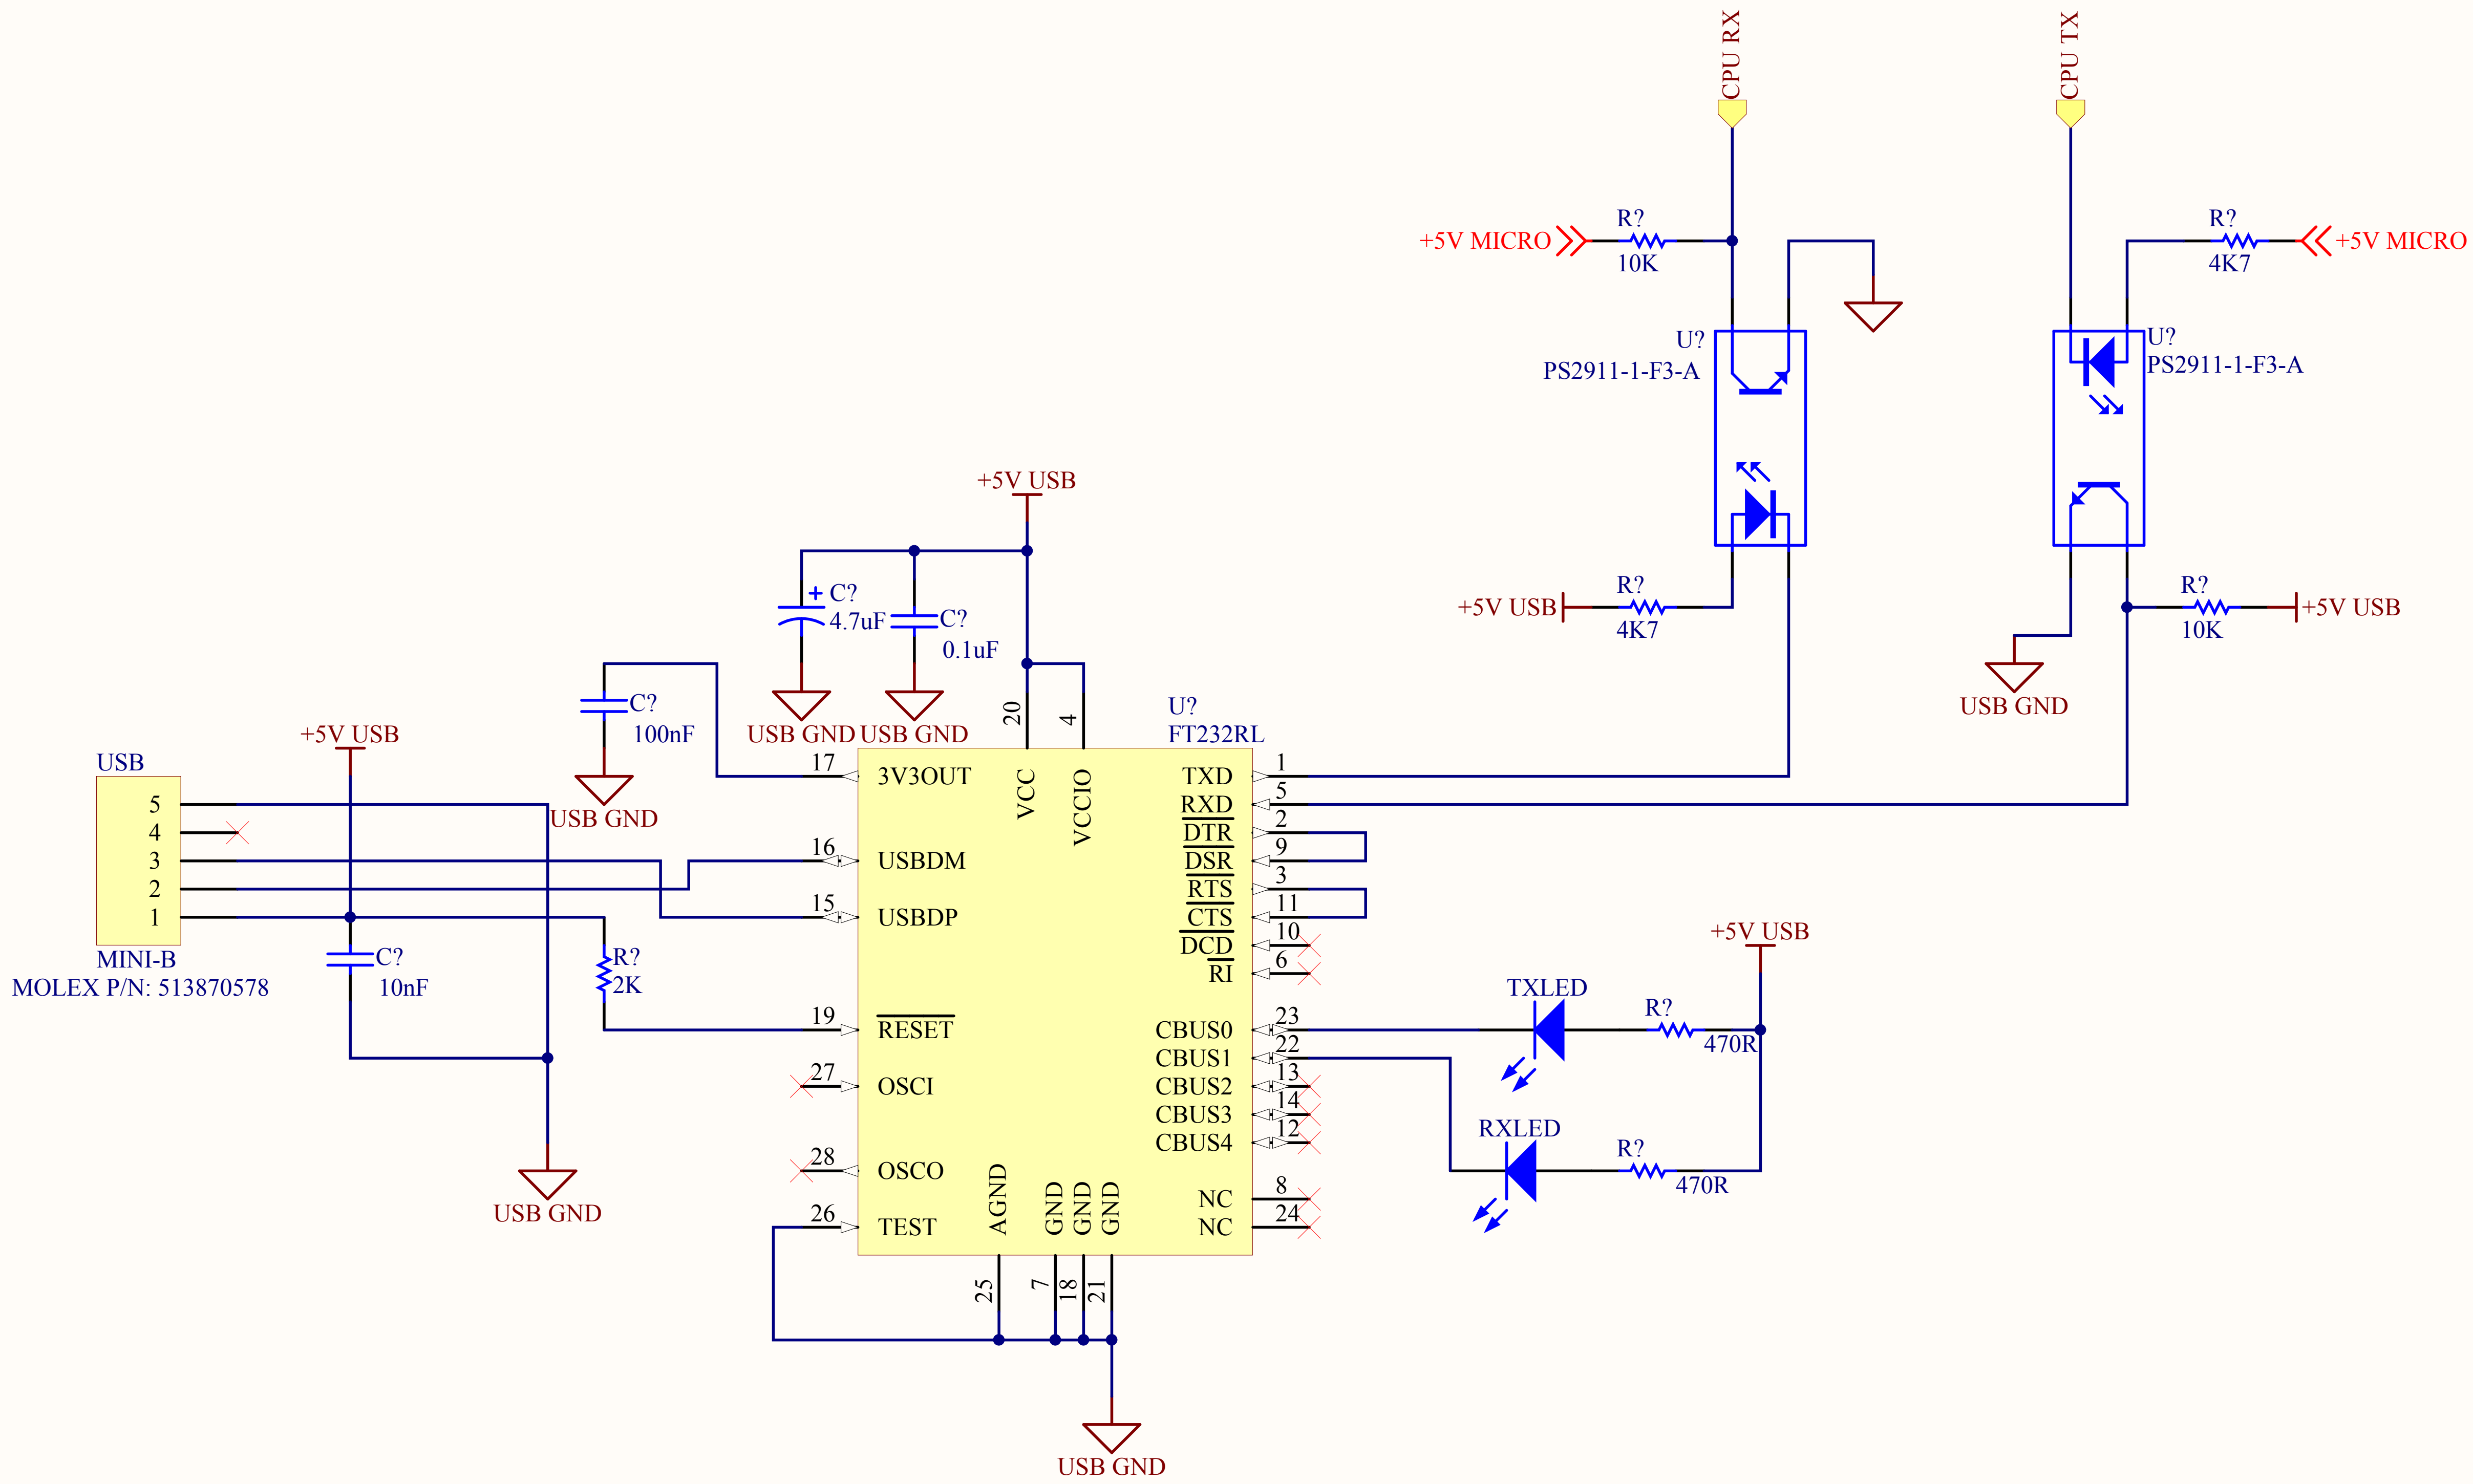 CPU RX
CPU TX
+5V MICRO
R?
10K
R?
4K7
+5V MICRO
U?
PS2911-1-F3-A
U?
PS2911-1-F3-A
+5V USB
R?
4K7
R?
10K
+5V USB
USB GND
+5V USB
C?
4.7uF
C?
0.1uF
USB GND
USB GND
C?
100nF
USB GND
+5V USB
USB
5
4
3
2
1
MINI-B
MOLEX P/N: 513870578
C?
10nF
R?
2K
USB GND
U?
FT232RL
20
4
VCC
VCCIO
17
3V3OUT
16
USBDM
15
USBDP
19
RESET
27
OSCI
28
OSCO
26
TEST
TXD
1
RXD
5
DTR
2
DSR
9
RTS
3
CTS
11
DCD
10
RI
6
CBUS0
23
CBUS1
22
CBUS2
13
CBUS3
14
CBUS4
12
NC
8
NC
24
AGND
GND
GND
GND
25
7
18
21
USB GND
+5V USB
TXLED
R?
470R
RXLED
R?
470R